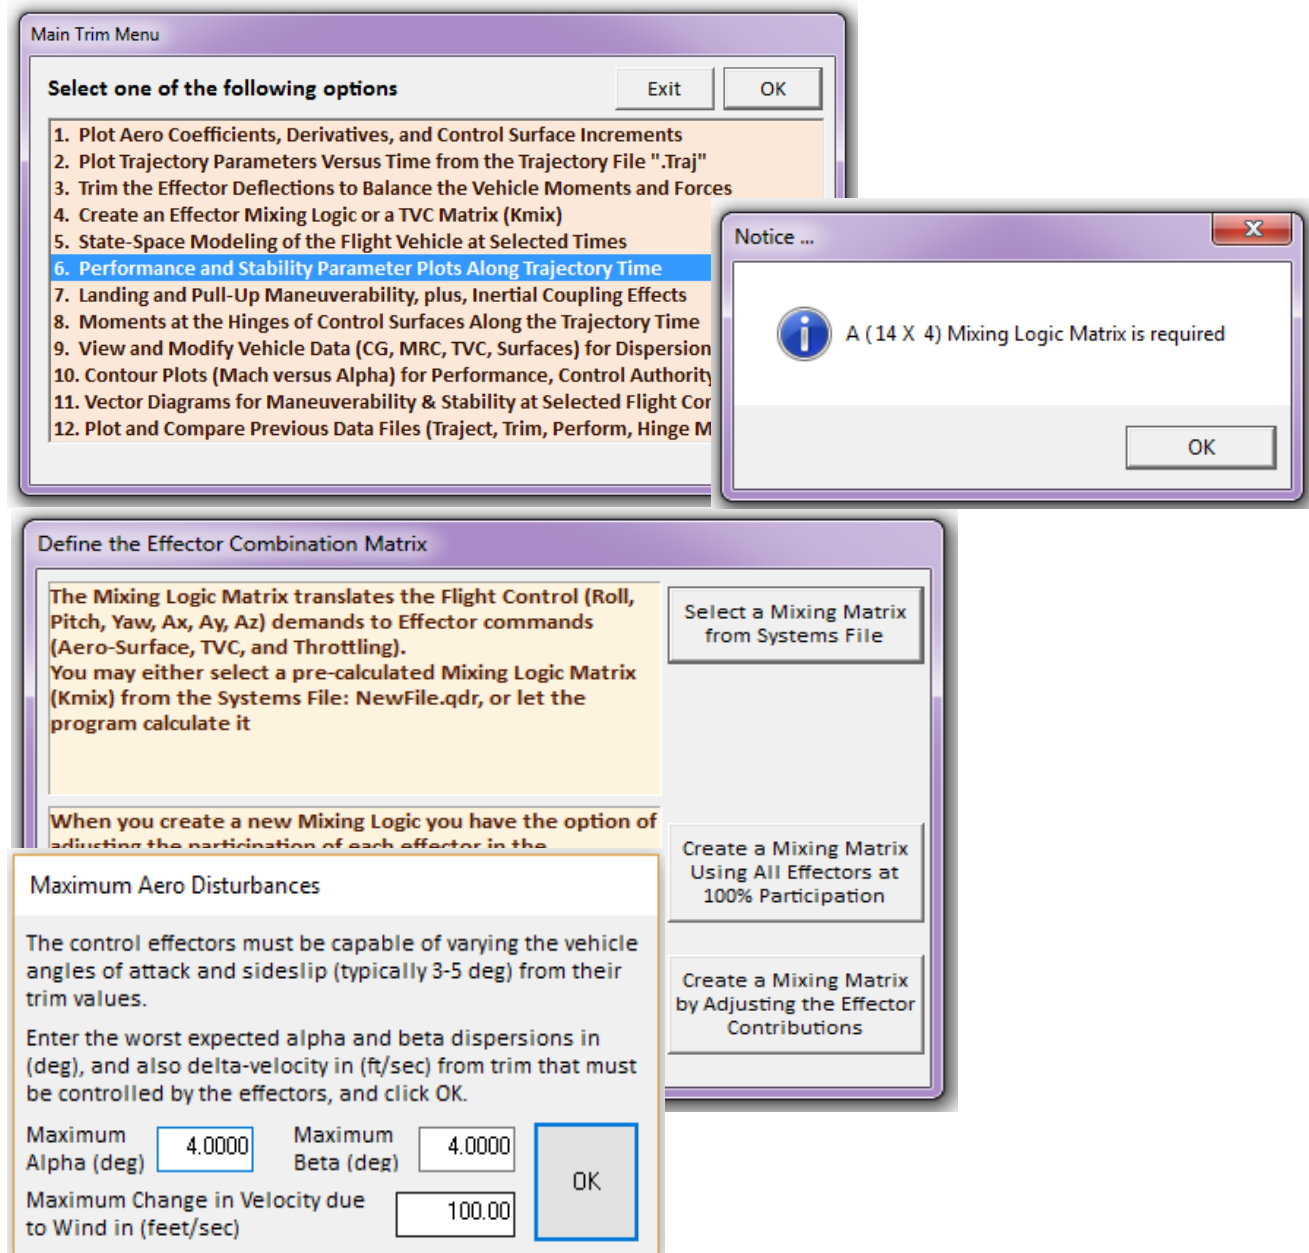 Main Trim Menu
Select one of the following options
Exit
OK
1. Plot Aero Coefficients, Derivatives, and Control Surface Increments
2. Plot Trajectory Parameters Versus Time from the Trajectory File ".Traj"
3. Trim the Effector Deflections to Balance the Vehicle Moments and Forces
4. Create an Effector Mixing Logic or a TVC Matrix (Kmix)
5. State-Space Modeling of the Flight Vehicle at Selected Times
6. Performance and Stability Parameter Plots Along Trajectory Time
7. Landing and Pull-Up Maneuverability, plus, Inertial Coupling Effects
8. Moments at the Hinges of Control Surfaces Along the Trajectory Time
9. View and Modify Vehicle Data (CG, MRC, TVC, Surfaces) for Dispersion
10. Contour Plots (Mach versus Alpha) for Performance, Control Authority
11. Vector Diagrams for Maneuverability & Stability at Selected Flight Cor
12. Plot and Compare Previous Data Files (Traject, Trim, Perform, Hinge M
Notice ...
A ( 14 X 4) Mixing Logic Matrix is required
OK
Define the Effector Combination Matrix
The Mixing Logic Matrix translates the Flight Control (Roll,
Pitch, Yaw, Ax, Ay, Az) demands to Effector commands
(Aero-Surface, TVC, and Throttling).
You may either select a pre-calculated Mixing Logic Matrix
(Kmix) from the Systems File: NewFile.qdr, or let the
program calculate it
When you create a new Mixing Logic you have the option of
adjusting the participation of each effector in the
Select a Mixing Matrix
from Systems File
Create a Mixing Matrix
Using All Effectors at
100% Participation
Create a Mixing Matrix
by Adjusting the Effector
Contributions
Maximum Aero Disturbances
The control effectors must be capable of varying the vehicle
angles of attack and sideslip (typically 3-5 deg) from their
trim values.
Enter the worst expected alpha and beta dispersions in
(deg), and also delta-velocity in (ft/sec) from trim that must
be controlled by the effectors, and click OK.
Maximum
Alpha (deg)
4.0000
Maximum
Beta (deg)
4.0000
Maximum Change in Velocity due
to Wind in (feet/sec)
100.00
OK